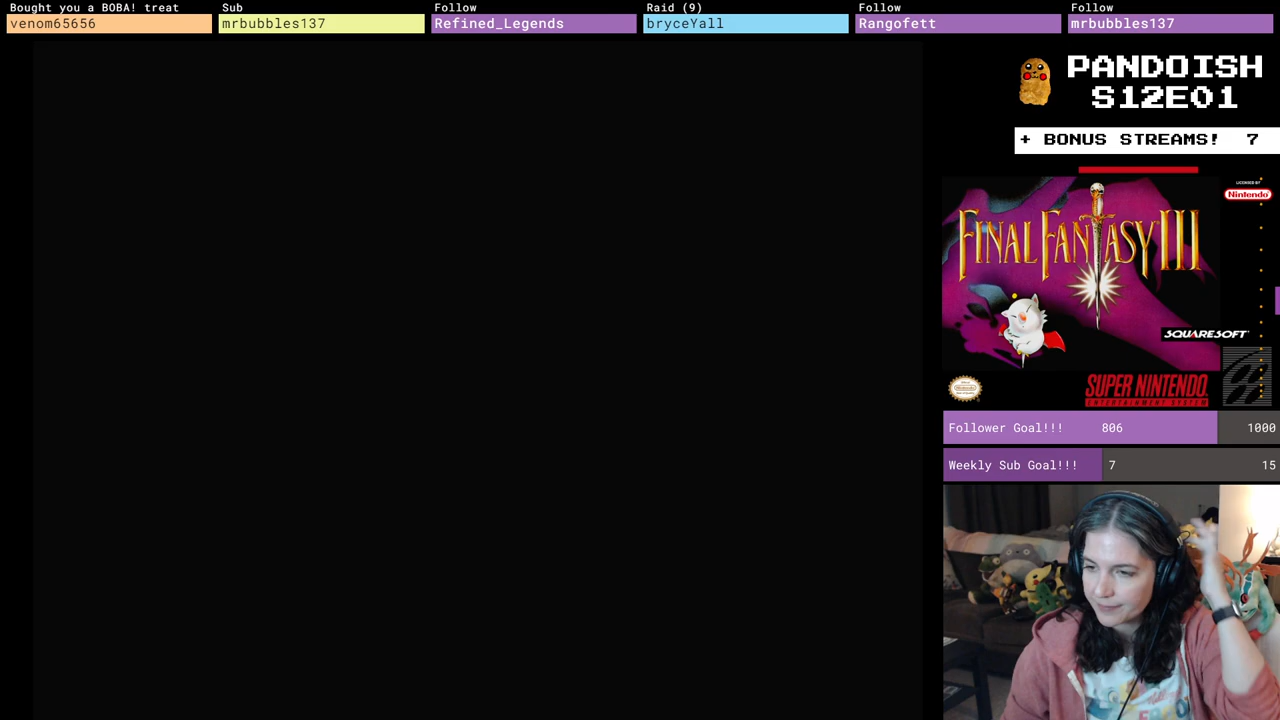 Bought you a BOBA! treat
venom65656
Sub
mrbubbles137
Follow
Refined_Legends
Raid (9)
bryceYall
Follow
Rangofett
Follow
mrbubbles137
PANDOISH
S12E01
+ BONUS STREAMS! 7
LICENSED BY
Nintendo
FINAL FANTASY III
SQUARESOFT
SUPER NINTENDO
ENTERTAINMENT SYSTEM
Follower Goal!!! 806 1000
Weekly Sub Goal!!! 7 15